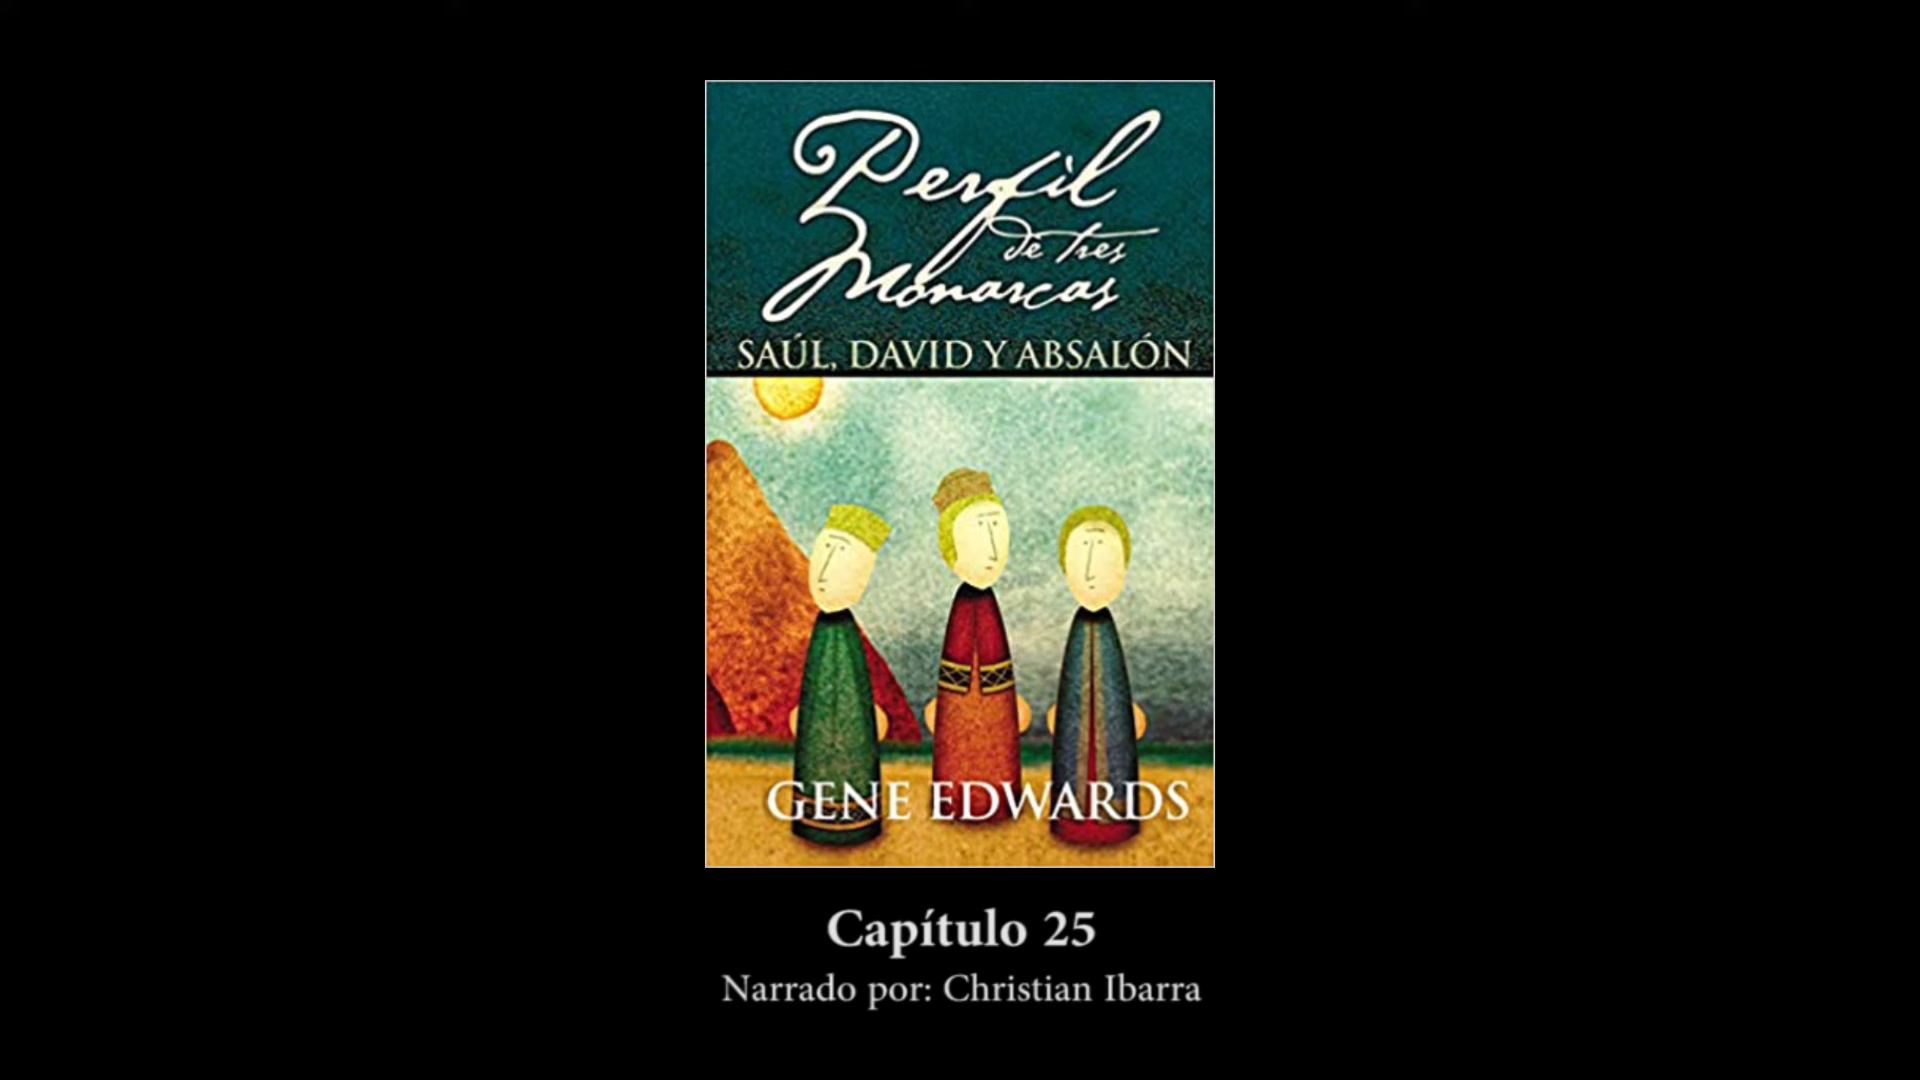 Perfil
de tres
Monarcas
SAÚL, DAVID Y ABSALÓN
GENE EDWARDS
Capítulo 25
Narrado por: Christian Ibarra